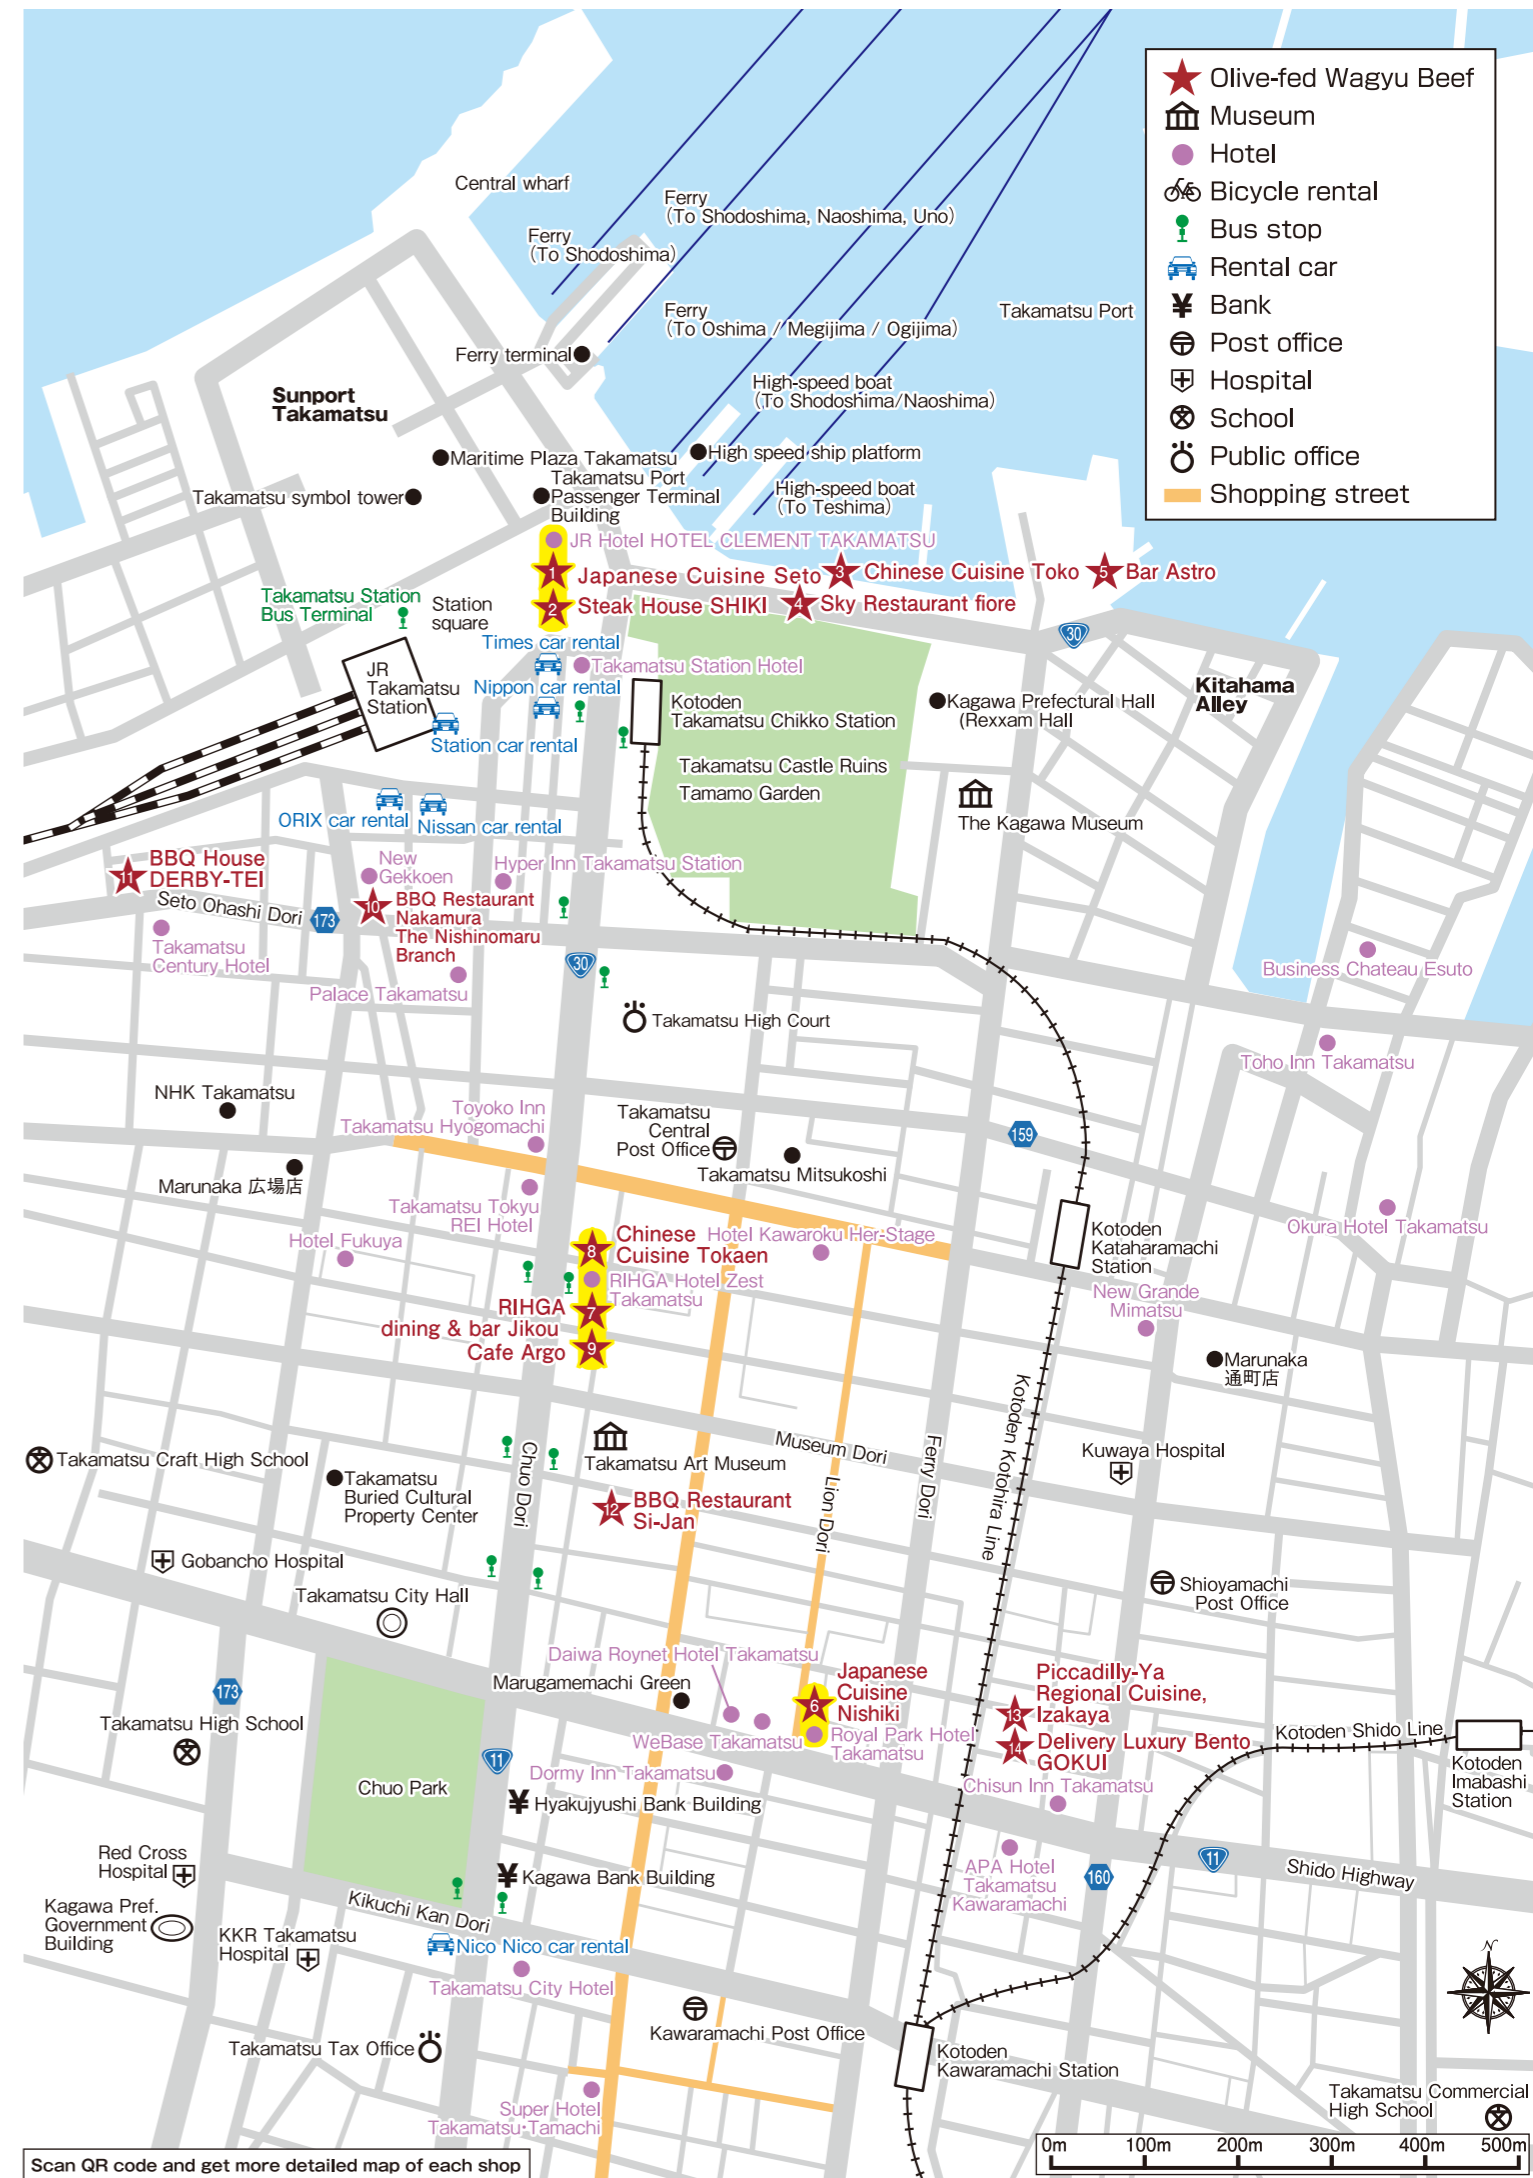 Olive-fed Wagyu Beef
Museum
Hotel
Bicycle rental
Bus stop
Rental car
¥ Bank
Post office
Hospital
School
Public office
Shopping street
Central wharf
Ferry
(To Shodoshima, Naoshima, Uno)
Ferry
(To Shodoshima)
Ferry
(To Oshima / Megijima / Ogijima)
Takamatsu Port
Ferry terminal
High-speed boat
(To Shodoshima/Naoshima)
Sunport
Takamatsu
Maritime Plaza Takamatsu
High speed ship platform
Takamatsu symbol tower
Takamatsu Port
Passenger Terminal
Building
High-speed boat
(To Teshima)
JR Hotel HOTEL CLEMENT TAKAMATSU
1 Japanese Cuisine Seto
3 Chinese Cuisine Toko
5 Bar Astro
2 Steak House SHIKI
4 Sky Restaurant fiore
Takamatsu Station
Bus Terminal
Station
square
30
Times car rental
Takamatsu Station Hotel
JR
Takamatsu
Station
Nippon car rental
Kotoden
Takamatsu Chikko Station
Kagawa Prefectural Hall
(Rexxam Hall
Kitahama
Alley
Station car rental
Takamatsu Castle Ruins
Tamamo Garden
The Kagawa Museum
ORIX car rental
Nissan car rental
11 BBQ House
DERBY-TEI
New
Gekkoen
Hyper Inn Takamatsu Station
Seto Ohashi Dori
173
10 BBQ Restaurant
Nakamura
The Nishinomaru
Branch
Takamatsu
Century Hotel
Palace Takamatsu
30
Business Chateau Esuto
Takamatsu High Court
Toho Inn Takamatsu
NHK Takamatsu
Toyoko Inn
Takamatsu Hyogomachi
Takamatsu
Central
Post Office
159
Takamatsu Mitsukoshi
Marunaka 広場店
Takamatsu Tokyu
REI Hotel
Okura Hotel Takamatsu
Hotel Fukuya
8 Chinese
Cuisine Tokaen
Hotel Kawaroku Her-Stage
Kotoden
Kataharamachi
Station
RIHGA Hotel Zest
Takamatsu
New Grande
Mimatsu
7 RIHGA
dining & bar Jikou
9 Cafe Argo
Marunaka
通町店
Kotoden Kotohira Line
Museum Dori
Ferry Dori
Lion Dori
Chuo Dori
Kuwaya Hospital
Takamatsu Craft High School
Takamatsu
Buried Cultural
Property Center
Takamatsu Art Museum
12 BBQ Restaurant
Si-Jan
Gobancho Hospital
Takamatsu City Hall
Shioyamachi
Post Office
Daiwa Roynet Hotel Takamatsu
Marugamemachi Green
6 Japanese
Cuisine
Nishiki
13 Piccadilly-Ya
Regional Cuisine,
Izakaya
173
Takamatsu High School
WeBase Takamatsu
Royal Park Hotel
Takamatsu
14 Delivery Luxury Bento
GOKUI
Kotoden Shido Line
Kotoden
Imabashi
Station
11
Dormy Inn Takamatsu
Chisun Inn Takamatsu
Chuo Park
¥ Hyakujyushi Bank Building
Red Cross
Hospital
¥ Kagawa Bank Building
APA Hotel
Takamatsu
Kawaramachi
160
11
Shido Highway
Kagawa Pref.
Government
Building
Kikuchi Kan Dori
KKR Takamatsu
Hospital
Nico Nico car rental
Takamatsu City Hotel
N
Takamatsu Tax Office
Kawaramachi Post Office
Kotoden
Kawaramachi Station
Super Hotel
Takamatsu·Tamachi
Takamatsu Commercial
High School
0m 100m 200m 300m 400m 500m
Scan QR code and get more detailed map of each shop